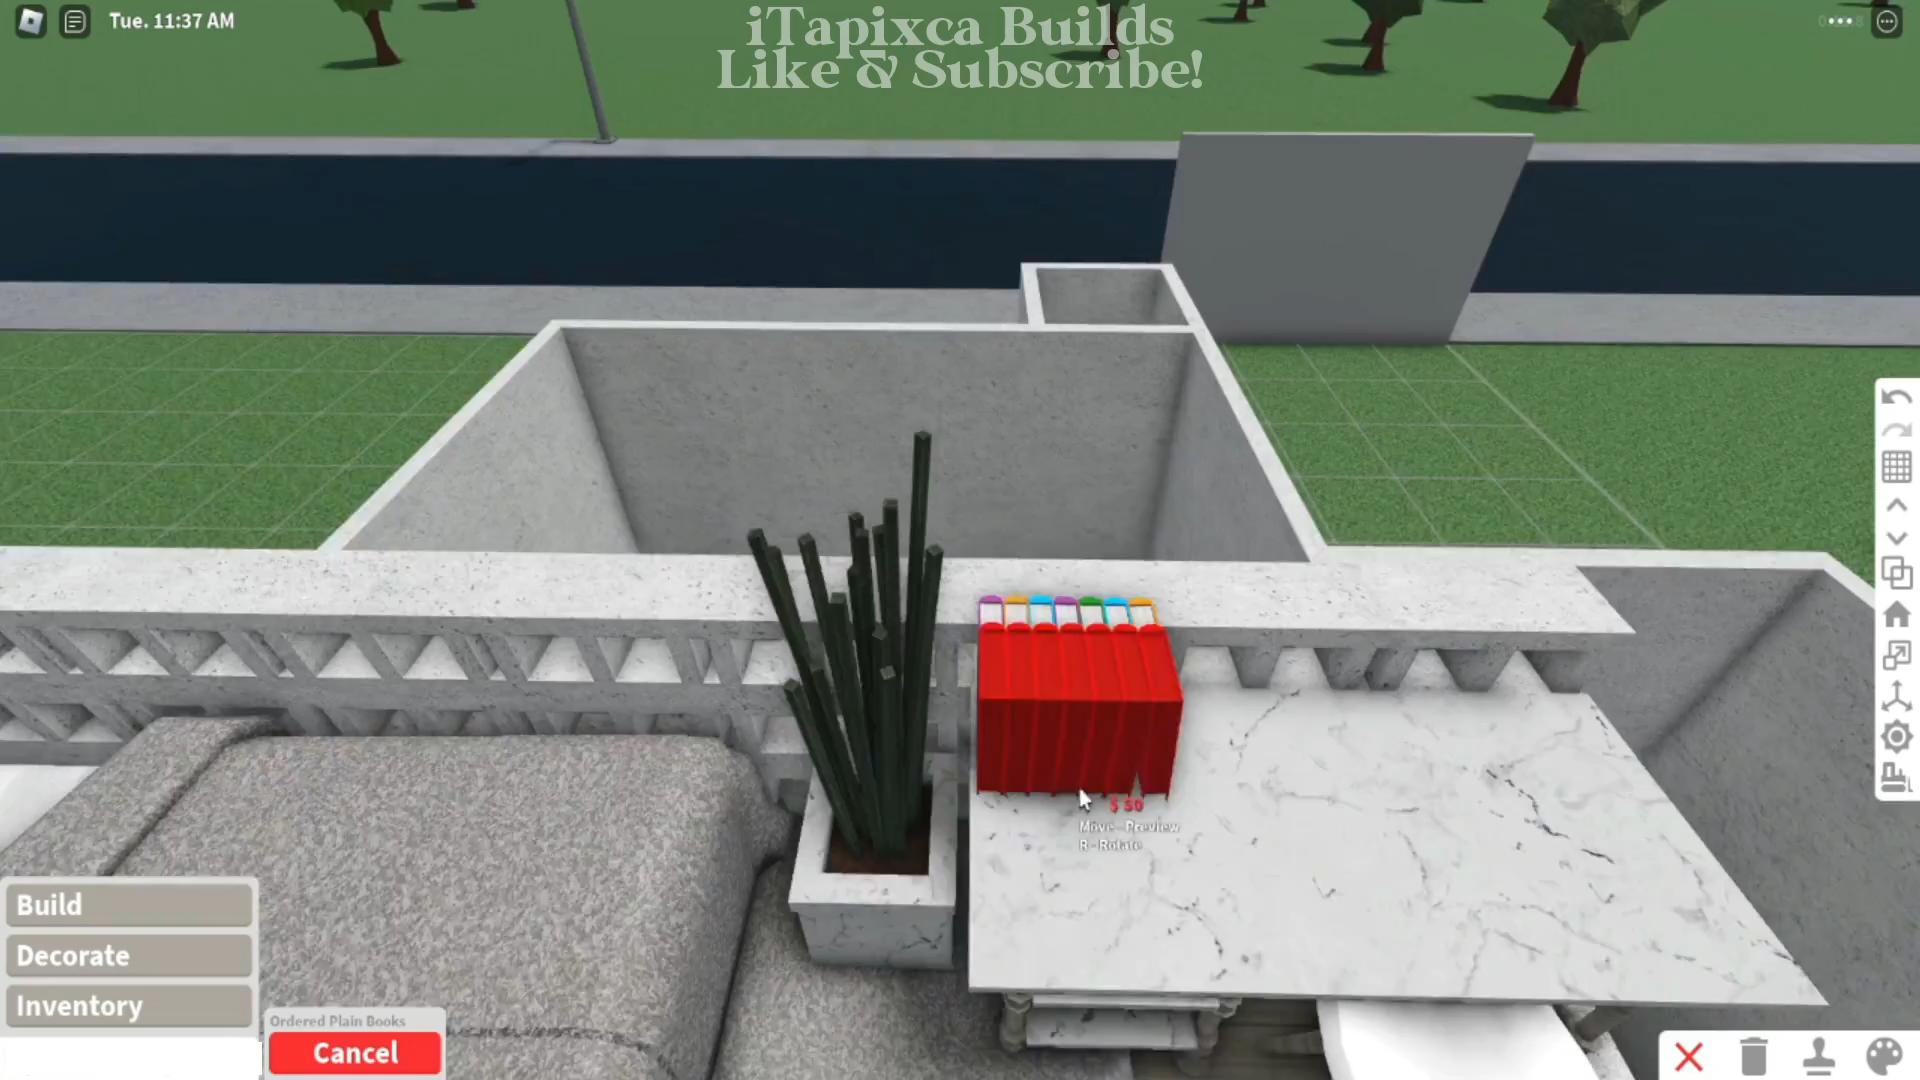 Tue. 11:37 AM
iTapixca Builds
Like & Subscribe!
$ 50
Move - Preview
R - Rotate
Build
Decorate
Inventory
Ordered Plain Books
Cancel